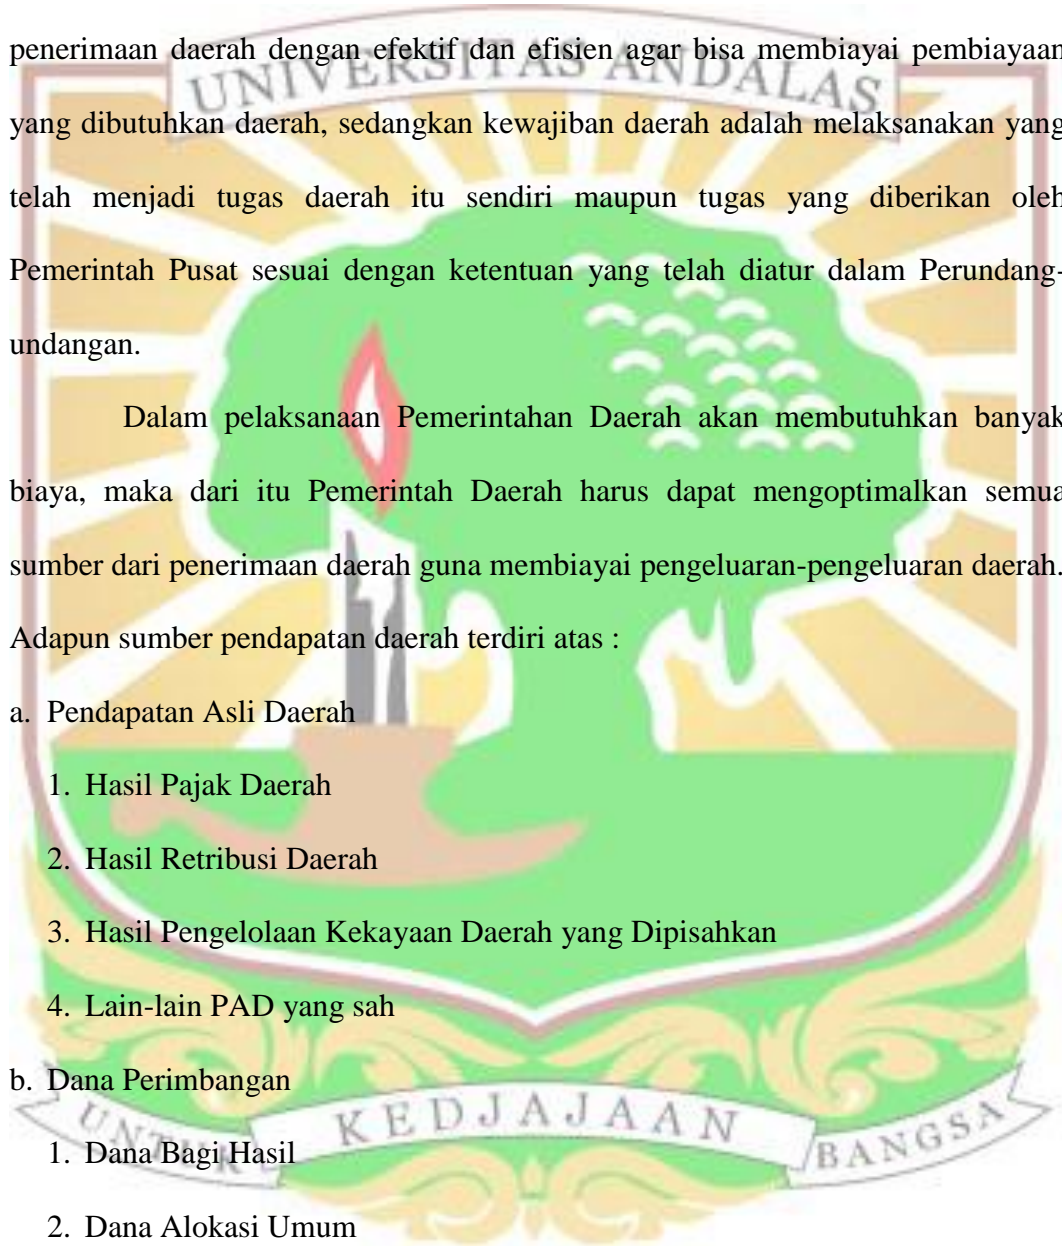 penerimaan daerah dengan efektif dan efisien agar bisa membiayai pembiayaan
UNIVERSITAS ANDALAS
yang dibutuhkan daerah, sedangkan kewajiban daerah adalah melaksanakan yang
telah menjadi tugas daerah itu sendiri maupun tugas yang diberikan oleh
Pemerintah Pusat sesuai dengan ketentuan yang telah diatur dalam Perundang-
undangan.
Dalam pelaksanaan Pemerintahan Daerah akan membutuhkan banyak
biaya, maka dari itu Pemerintah Daerah harus dapat mengoptimalkan semua
sumber dari penerimaan daerah guna membiayai pengeluaran-pengeluaran daerah.
Adapun sumber pendapatan daerah terdiri atas :
a. Pendapatan Asli Daerah
1. Hasil Pajak Daerah
2. Hasil Retribusi Daerah
3. Hasil Pengelolaan Kekayaan Daerah yang Dipisahkan
4. Lain-lain PAD yang sah
b. Dana Perimbangan
UNTUK KEDJAJAAN BANGSA
1. Dana Bagi Hasil
2. Dana Alokasi Umum